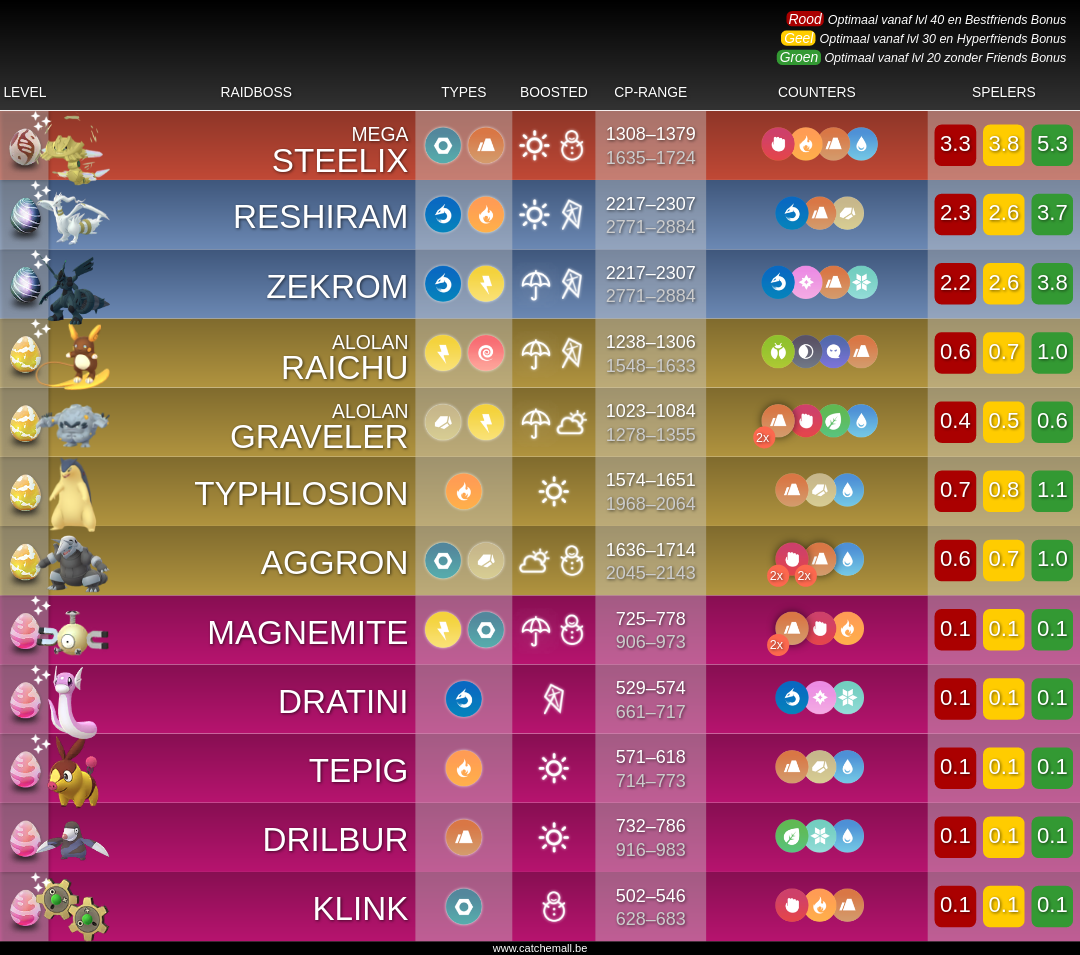 Rood Optimaal vanaf lvl 40 en Bestfriends Bonus
Geel Optimaal vanaf lvl 30 en Hyperfriends Bonus
Groen Optimaal vanaf lvl 20 zonder Friends Bonus
LEVEL RAIDBOSS TYPES BOOSTED CP-RANGE COUNTERS SPELERS
MEGA
STEELIX 1308–1379 3.3 3.8 5.3
1635–1724
RESHIRAM 2217–2307 2.3 2.6 3.7
2771–2884
ZEKROM 2217–2307 2.2 2.6 3.8
2771–2884
ALOLAN
RAICHU 1238–1306 0.6 0.7 1.0
1548–1633
ALOLAN
GRAVELER 1023–1084 0.4 0.5 0.6
1278–1355 2x
TYPHLOSION 1574–1651 0.7 0.8 1.1
1968–2064
AGGRON 1636–1714 0.6 0.7 1.0
2045–2143 2x 2x
MAGNEMITE 725–778 0.1 0.1 0.1
906–973 2x
DRATINI 529–574 0.1 0.1 0.1
661–717
TEPIG 571–618 0.1 0.1 0.1
714–773
DRILBUR 732–786 0.1 0.1 0.1
916–983
KLINK 502–546 0.1 0.1 0.1
628–683
www.catchemall.be